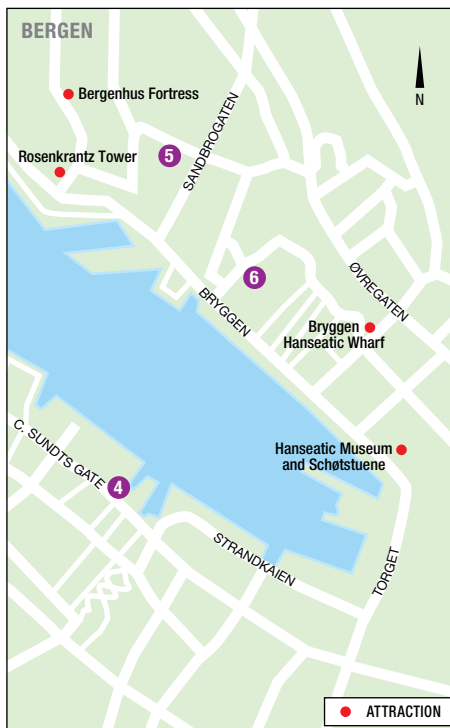 BERGEN
Bergenhus Fortress
N
SANDBROGATEN
Rosenkrantz Tower
5
6
ØVREGATEN
BRYGGEN
Bryggen
Hanseatic Wharf
C. SUNDTS GATE
Hanseatic Museum
and Schøtstuene
4
STRANDKAIEN
TORGET
ATTRACTION